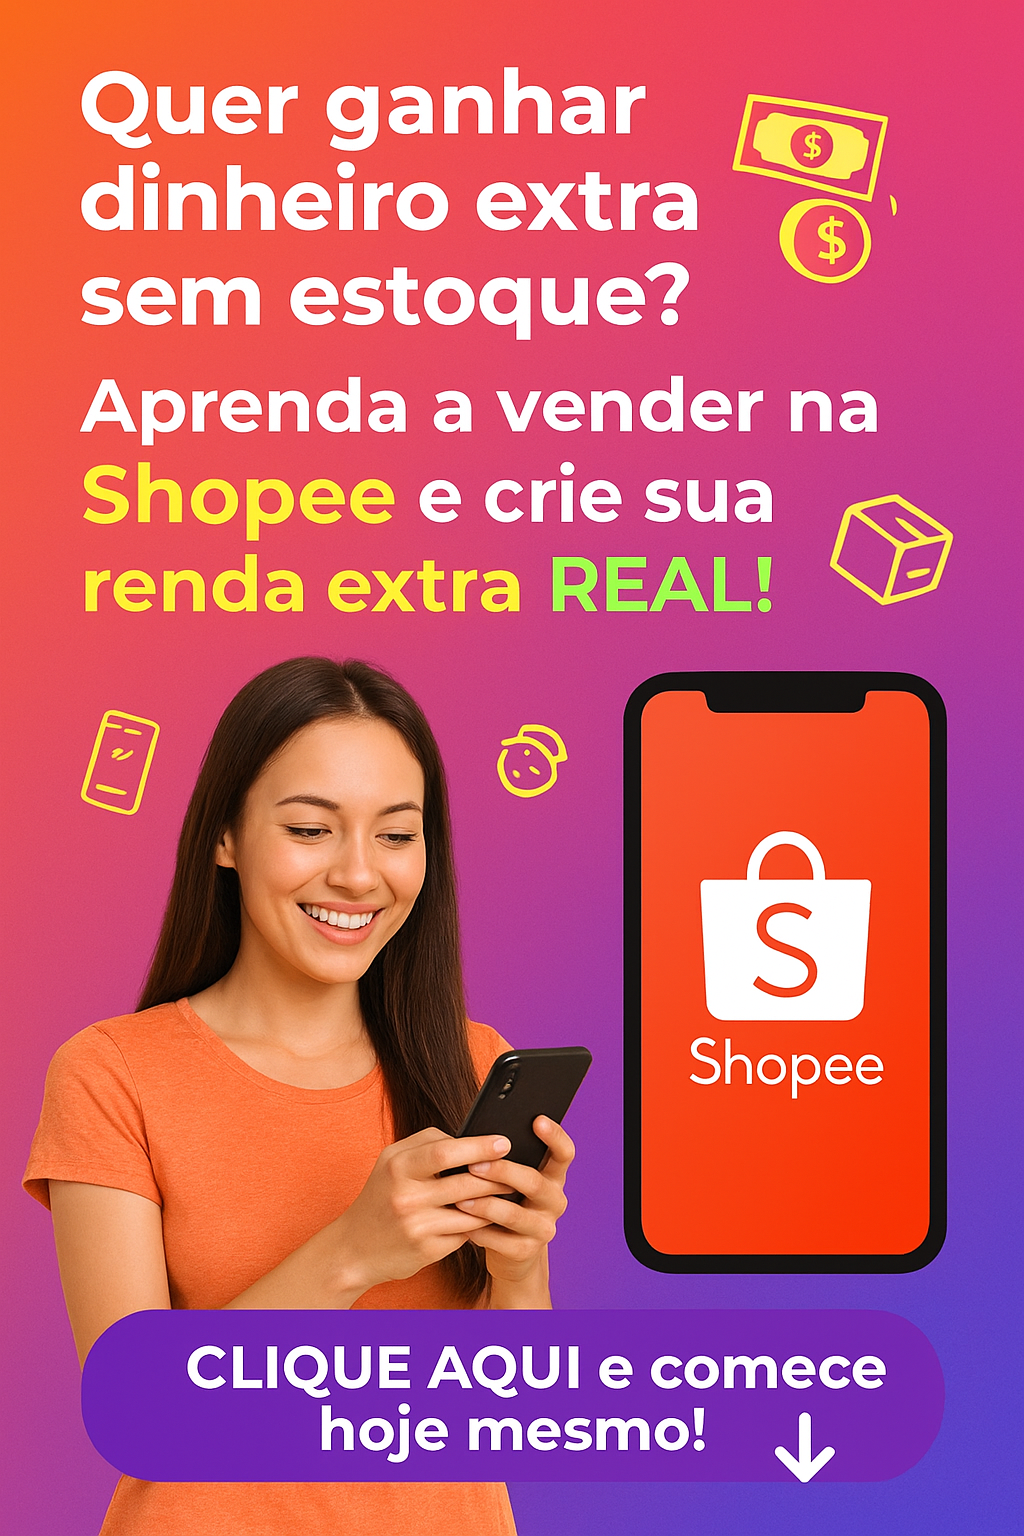 Quer ganhar
dinheiro extra
sem estoque?
Aprenda a vender na
Shopee e crie sua
renda extra REAL!
$
$
S
Shopee
CLIQUE AQUI e comece
hoje mesmo!